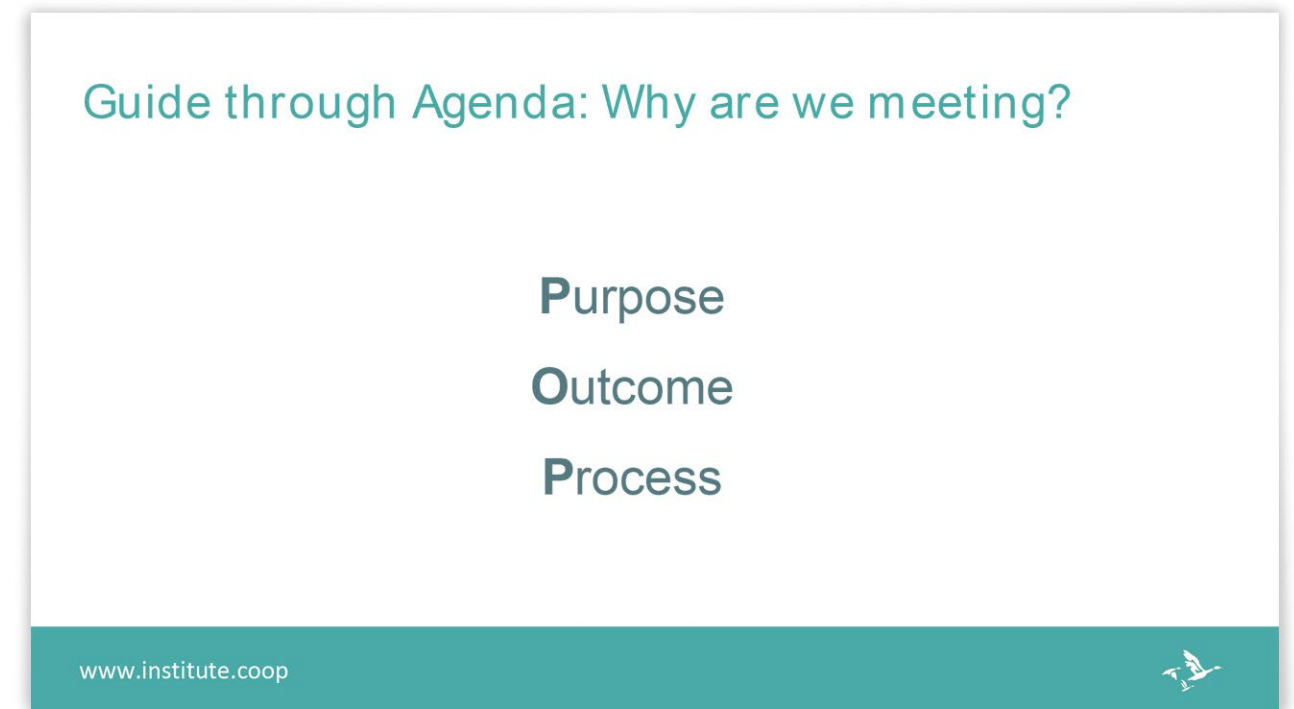 Guide through Agenda: Why are we meeting?
Purpose
Outcome
Process
www.institute.coop